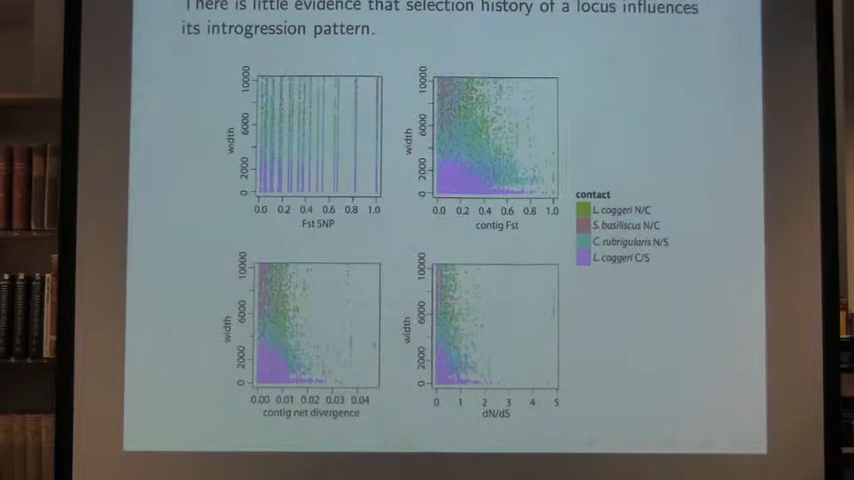 There is little evidence that selection history of a locus influences
its introgression pattern.
width
0 2000 6000 10000
0.0 0.2 0.4 0.6 0.8 1.0
Fst SNP
width
0 2000 6000 10000
0.0 0.2 0.4 0.6 0.8 1.0
contig Fst
contact
L. coggeri N/C
S. basiliscus N/C
C. rubrigularis N/S
L. coggeri C/S
width
0 2000 6000 10000
0.00 0.01 0.02 0.03 0.04
contig net divergence
width
0 2000 6000 10000
0 1 2 3 4 5
dN/dS